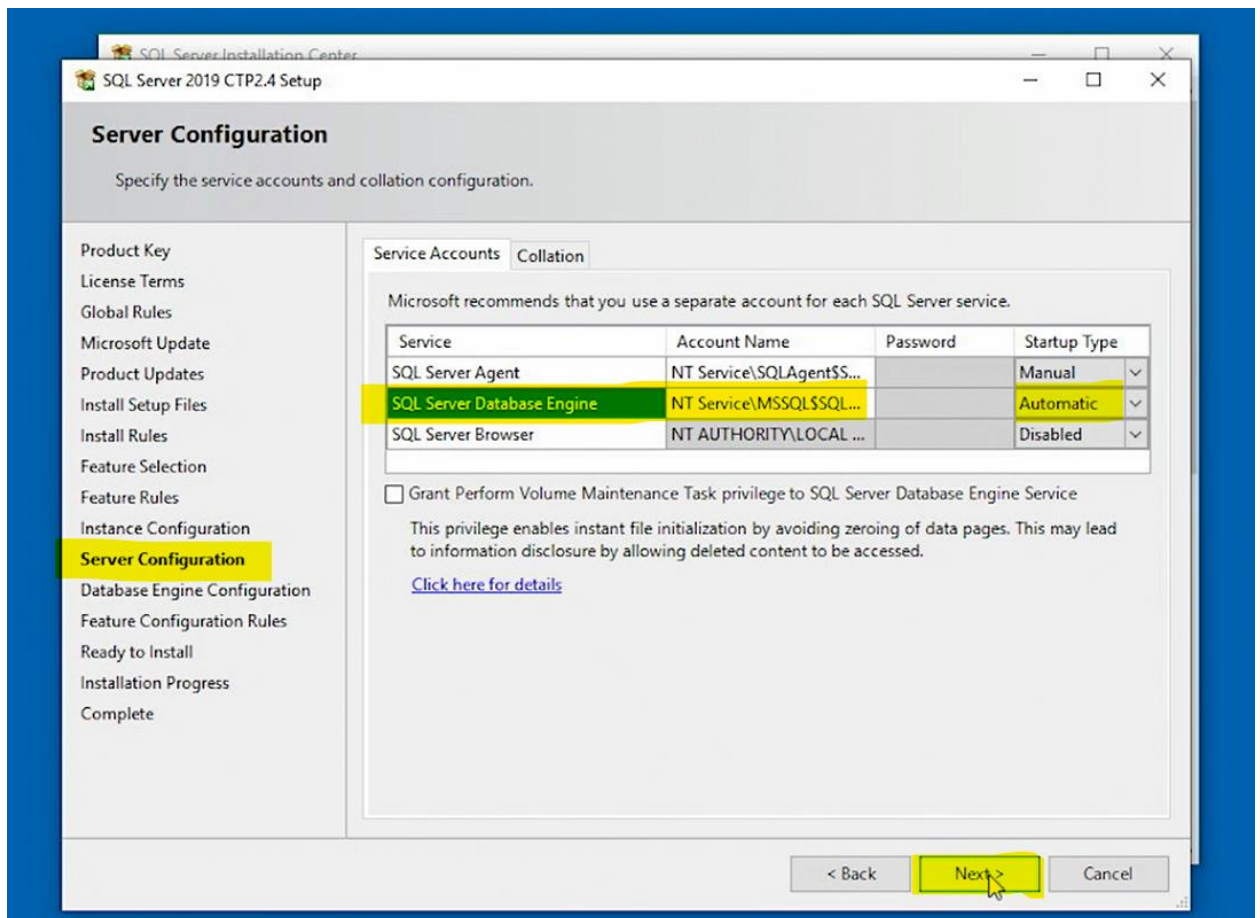 SQL Server Installation Center
SQL Server 2019 CTP2.4 Setup
Server Configuration
Specify the service accounts and collation configuration.
Product Key
License Terms
Global Rules
Microsoft Update
Product Updates
Install Setup Files
Install Rules
Feature Selection
Feature Rules
Instance Configuration
Server Configuration
Database Engine Configuration
Feature Configuration Rules
Ready to Install
Installation Progress
Complete
Service Accounts Collation
Microsoft recommends that you use a separate account for each SQL Server service.
Service Account Name Password Startup Type
SQL Server Agent NT Service\SQLAgent$S... Manual
SQL Server Database Engine NT Service\MSSQL$SQL... Automatic
SQL Server Browser NT AUTHORITY\LOCAL ... Disabled
Grant Perform Volume Maintenance Task privilege to SQL Server Database Engine Service
This privilege enables instant file initialization by avoiding zeroing of data pages. This may lead
to information disclosure by allowing deleted content to be accessed.
Click here for details
< Back Next > Cancel